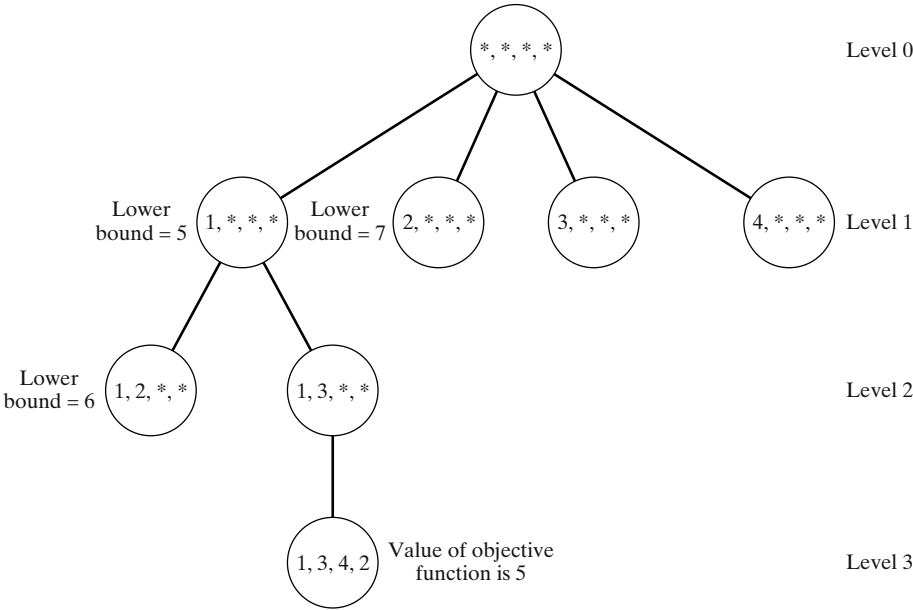 *, *, *, *
Level 0
Lower
bound = 5
1, *, *, *
Lower
bound = 7
2, *, *, *
3, *, *, *
4, *, *, *
Level 1
Lower
bound = 6
1, 2, *, *
1, 3, *, *
Level 2
1, 3, 4, 2
Value of objective
function is 5
Level 3